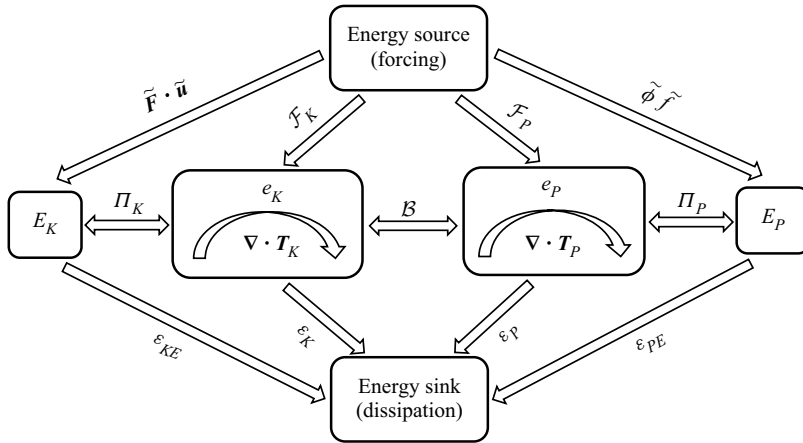 Energy source
(forcing)
F̃ · ũ
ℱ_K
ℱ_P
ϕ̃ f̃
E_K
Π_K
e_K
∇ · T_K
ℬ
e_P
∇ · T_P
Π_P
E_P
ε_KE
ε_K
ε_P
ε_PE
Energy sink
(dissipation)